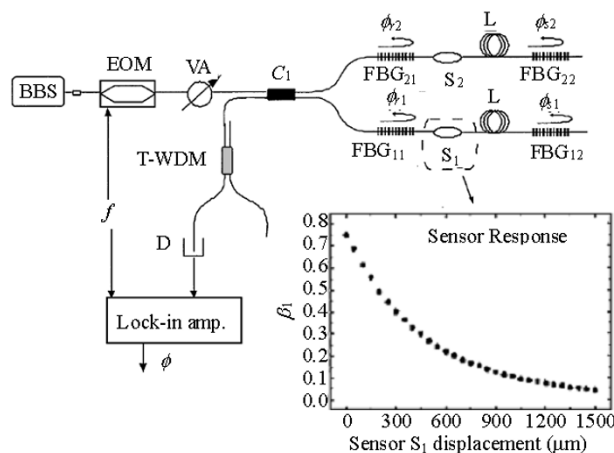 ϕr2
L
ϕs2
EOM
VA
C1
BBS
FBG21
S2
FBG22
ϕr1
L
ϕs1
FBG11
S1
FBG12
T-WDM
f
D
Lock-in amp.
ϕ
Sensor Response
β1
0.8
0.7
0.6
0.5
0.4
0.3
0.2
0.1
0.0
0 300 600 900 1200 1500
Sensor S1 displacement (μm)